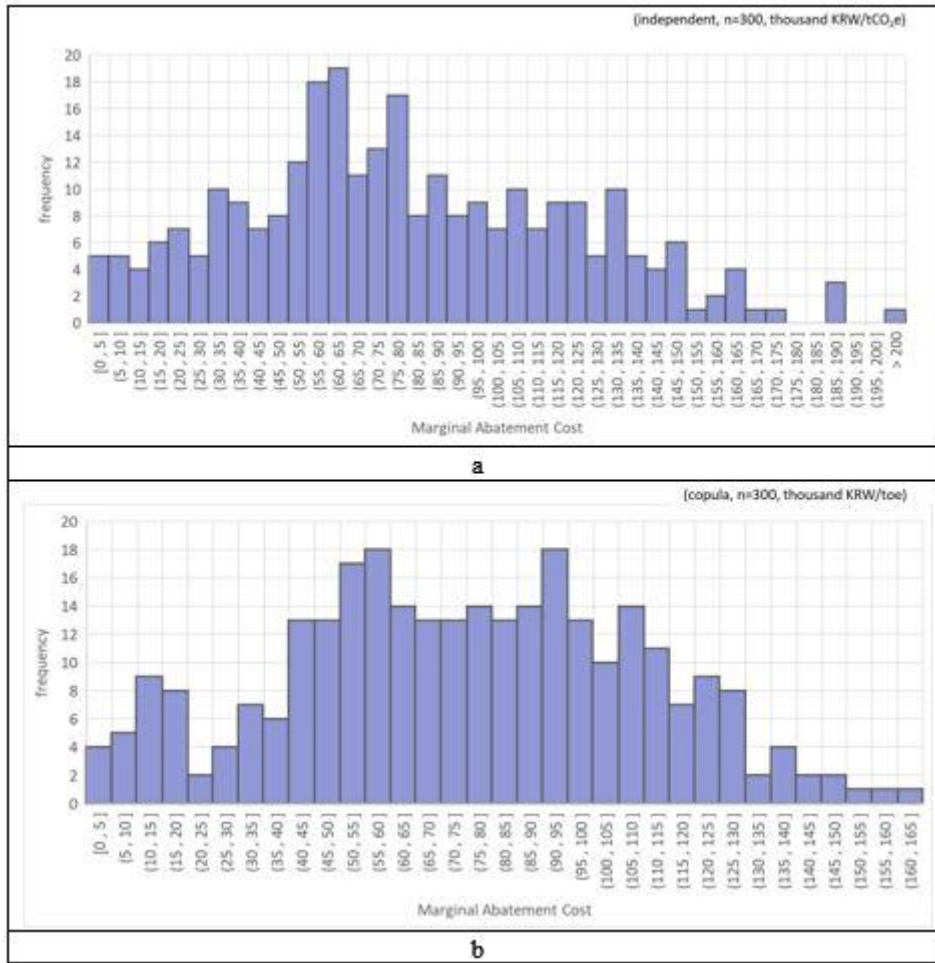 (independent, n=300, thousand KRW/tCO₂e)
20
18
16
14
12
10
8
6
4
2
0
frequency
[0 , 5 ]
(5 , 10 ]
(10 , 15 ]
(15 , 20 ]
(20 , 25 ]
(25 , 30 ]
(30 , 35 ]
(35 , 40 ]
(40 , 45 ]
(45 , 50 ]
(50 , 55 ]
(55 , 60 ]
(60 , 65 ]
(65 , 70 ]
(70 , 75 ]
(75 , 80 ]
(80 , 85 ]
(85 , 90 ]
(90 , 95 ]
(95 , 100 ]
(100 , 105 ]
(105 , 110 ]
(110 , 115 ]
(115 , 120 ]
(120 , 125 ]
(125 , 130 ]
(130 , 135 ]
(135 , 140 ]
(140 , 145 ]
(145 , 150 ]
(150 , 155 ]
(155 , 160 ]
(160 , 165 ]
(165 , 170 ]
(170 , 175 ]
(175 , 180 ]
(180 , 185 ]
(185 , 190 ]
(190 , 195 ]
(195 , 200 ]
> 200
Marginal Abatement Cost
a
(copula, n=300, thousand KRW/toe)
20
18
16
14
12
10
8
6
4
2
0
frequency
[0 , 5 ]
(5 , 10 ]
(10 , 15 ]
(15 , 20 ]
(20 , 25 ]
(25 , 30 ]
(30 , 35 ]
(35 , 40 ]
(40 , 45 ]
(45 , 50 ]
(50 , 55 ]
(55 , 60 ]
(60 , 65 ]
(65 , 70 ]
(70 , 75 ]
(75 , 80 ]
(80 , 85 ]
(85 , 90 ]
(90 , 95 ]
(95 , 100 ]
(100 , 105 ]
(105 , 110 ]
(110 , 115 ]
(115 , 120 ]
(120 , 125 ]
(125 , 130 ]
(130 , 135 ]
(135 , 140 ]
(140 , 145 ]
(145 , 150 ]
(150 , 155 ]
(155 , 160 ]
(160 , 165 ]
Marginal Abatement Cost
b